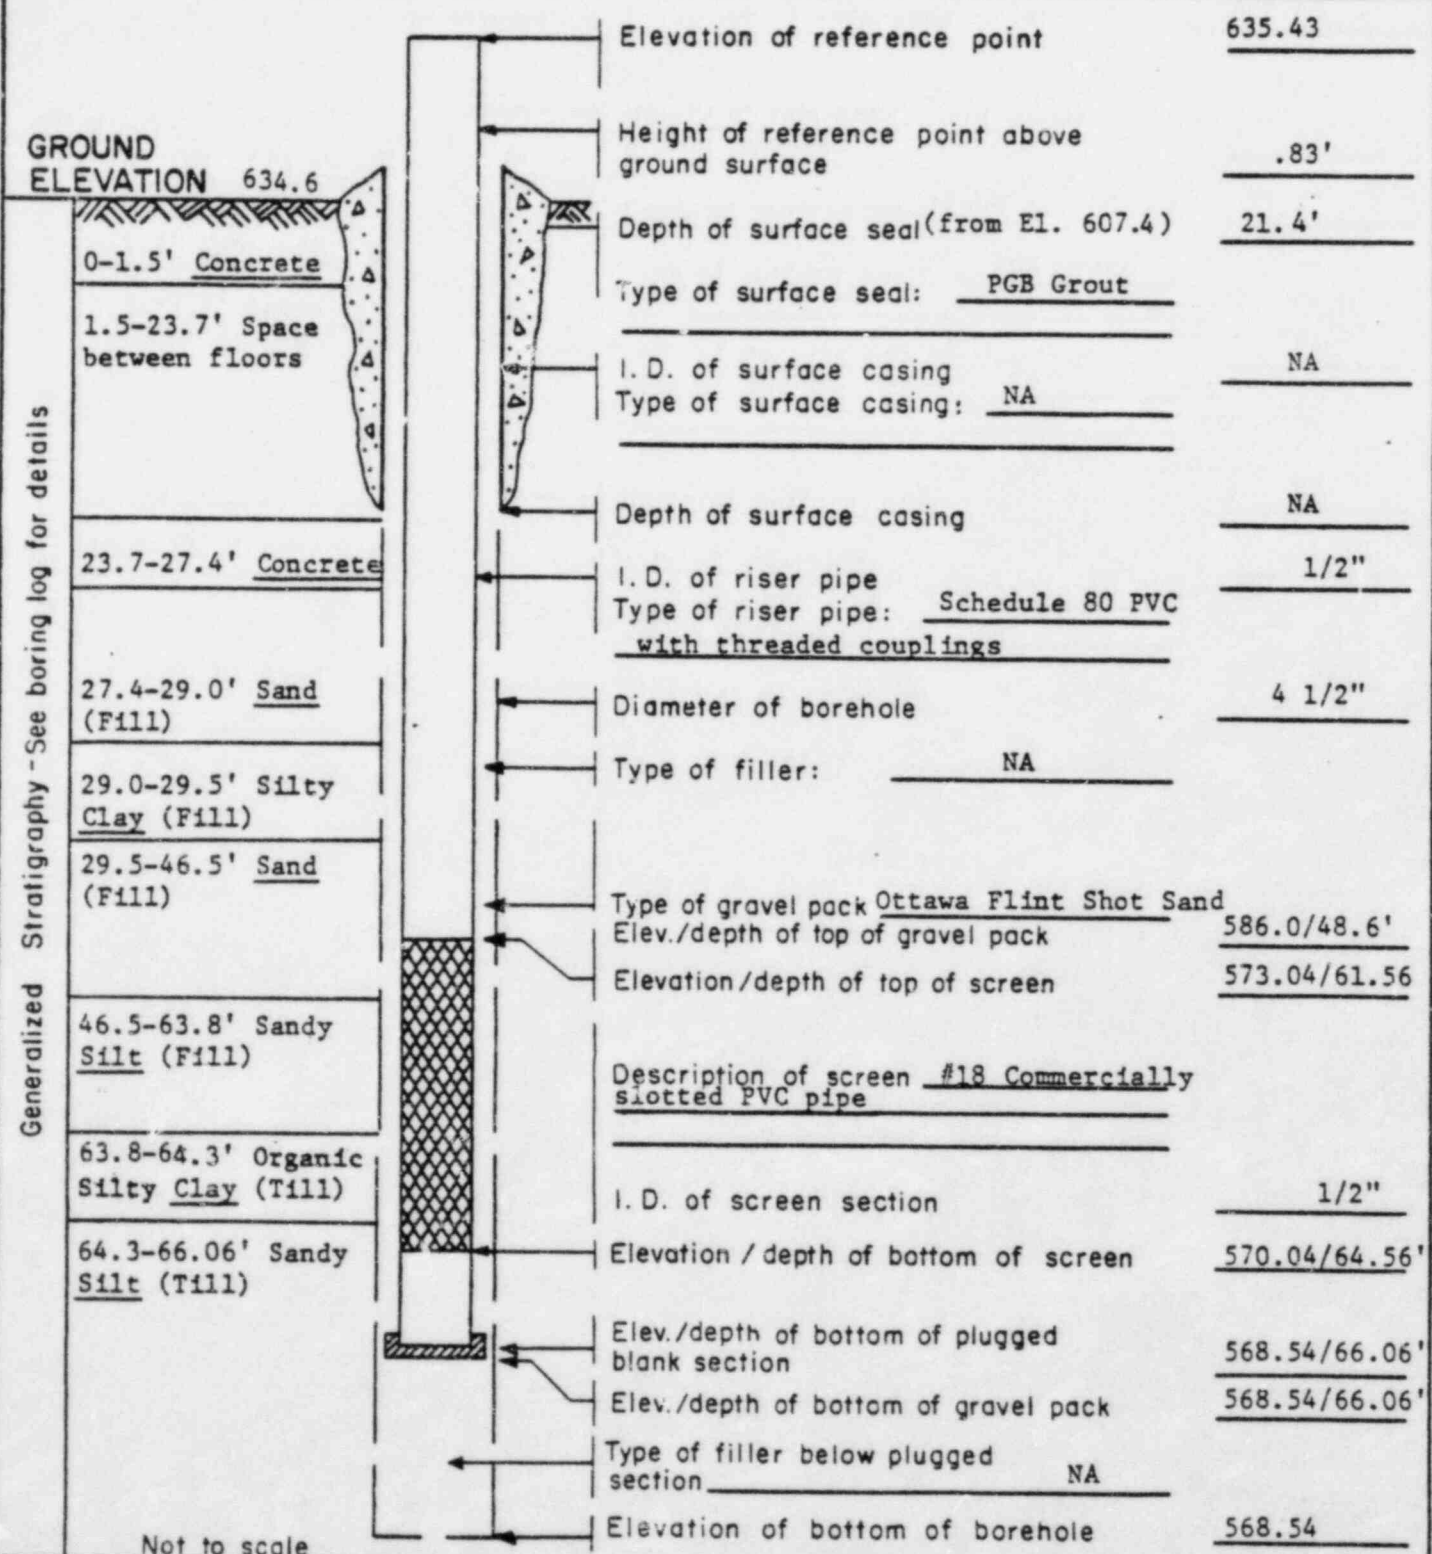 Elevation of reference point 635.43
GROUND
ELEVATION 634.6
Height of reference point above
ground surface .83'
Depth of surface seal (from El. 607.4) 21.4'
Type of surface seal: PGB Grout
I.D. of surface casing NA
Type of surface casing: NA
Depth of surface casing NA
I.D. of riser pipe 1/2"
Type of riser pipe: Schedule 80 PVC
with threaded couplings
Diameter of borehole 4 1/2"
Type of filler: NA
Type of gravel pack Ottawa Flint Shot Sand
Elev./depth of top of gravel pack 586.0/48.6'
Elevation/depth of top of screen 573.04/61.56
Description of screen #18 Commercially
slotted PVC pipe
I.D. of screen section 1/2"
Elevation / depth of bottom of screen 570.04/64.56'
Elev./depth of bottom of plugged
blank section 568.54/66.06'
Elev./depth of bottom of gravel pack 568.54/66.06'
Type of filler below plugged
section NA
Elevation of bottom of borehole 568.54
Generalized Stratigraphy - See boring log for details
0-1.5' Concrete
1.5-23.7' Space
between floors
23.7-27.4' Concrete
27.4-29.0' Sand
(Fill)
29.0-29.5' Silty
Clay (Fill)
29.5-46.5' Sand
(Fill)
46.5-63.8' Sandy
Silt (Fill)
63.8-64.3' Organic
Silty Clay (Till)
64.3-66.06' Sandy
Silt (Till)
Not to scale